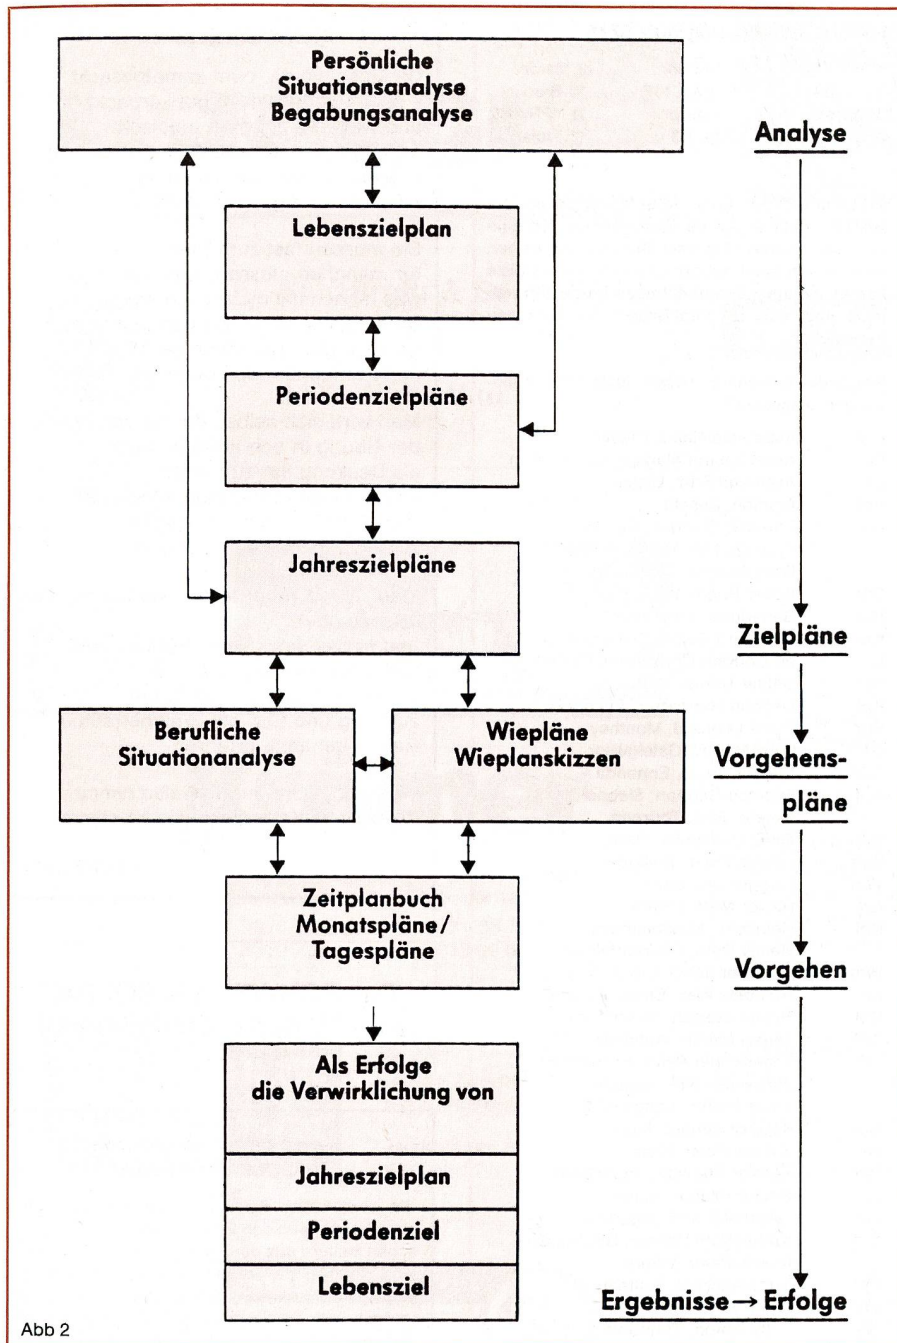 Persönliche
Situationsanalyse
Begabungsanalyse
Analyse
Lebenszielplan
Periodenzielpläne
Jahreszielpläne
Zielpläne
Berufliche
Situationanalyse
Wiepläne
Wieplanskizzen
Vorgehens-
pläne
Zeitplanbuch
Monatspläne/
Tagespläne
Vorgehen
Als Erfolge
die Verwirklichung von
Jahreszielplan
Periodenziel
Lebensziel
Ergebnisse → Erfolge
Abb 2